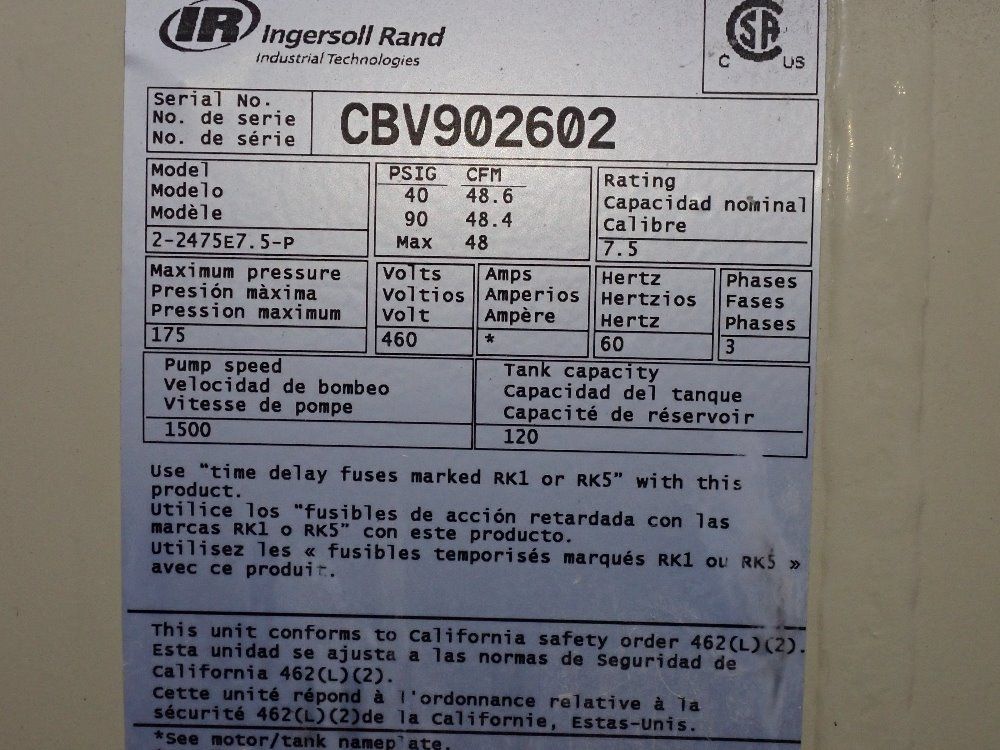 IR Ingersoll Rand
Industrial Technologies
SA
C US
Serial No.
No. de serie
No. de série
CBV902602
Model
Modelo
Modèle
2-2475E7.5-P
PSIG CFM
40 48.6
90 48.4
Max 48
Rating
Capacidad nominal
Calibre
7.5
Maximum pressure
Presión màxima
Pression maximum
175
Volts
Voltios
Volt
460
Amps
Amperios
Ampère
*
Hertz
Hertzios
Hertz
60
Phases
Fases
Phases
3
Pump speed
Velocidad de bombeo
Vitesse de pompe
1500
Tank capacity
Capacidad del tanque
Capacité de réservoir
120
Use "time delay fuses marked RK1 or RK5" with this
product.
Utilice los "fusibles de acción retardada con las
marcas RK1 o RK5" con este producto.
Utilisez les « fusibles temporisés marqués RK1 ou RK5 »
avec ce produit.
This unit conforms to California safety order 462(L)(2).
Esta unidad se ajusta a las normas de Seguridad de
California 462(L)(2).
Cette unité répond à l'ordonnance relative à la
sécurité 462(L)(2)de la Californie, Estas-Unis.
*See motor/tank nameplate.